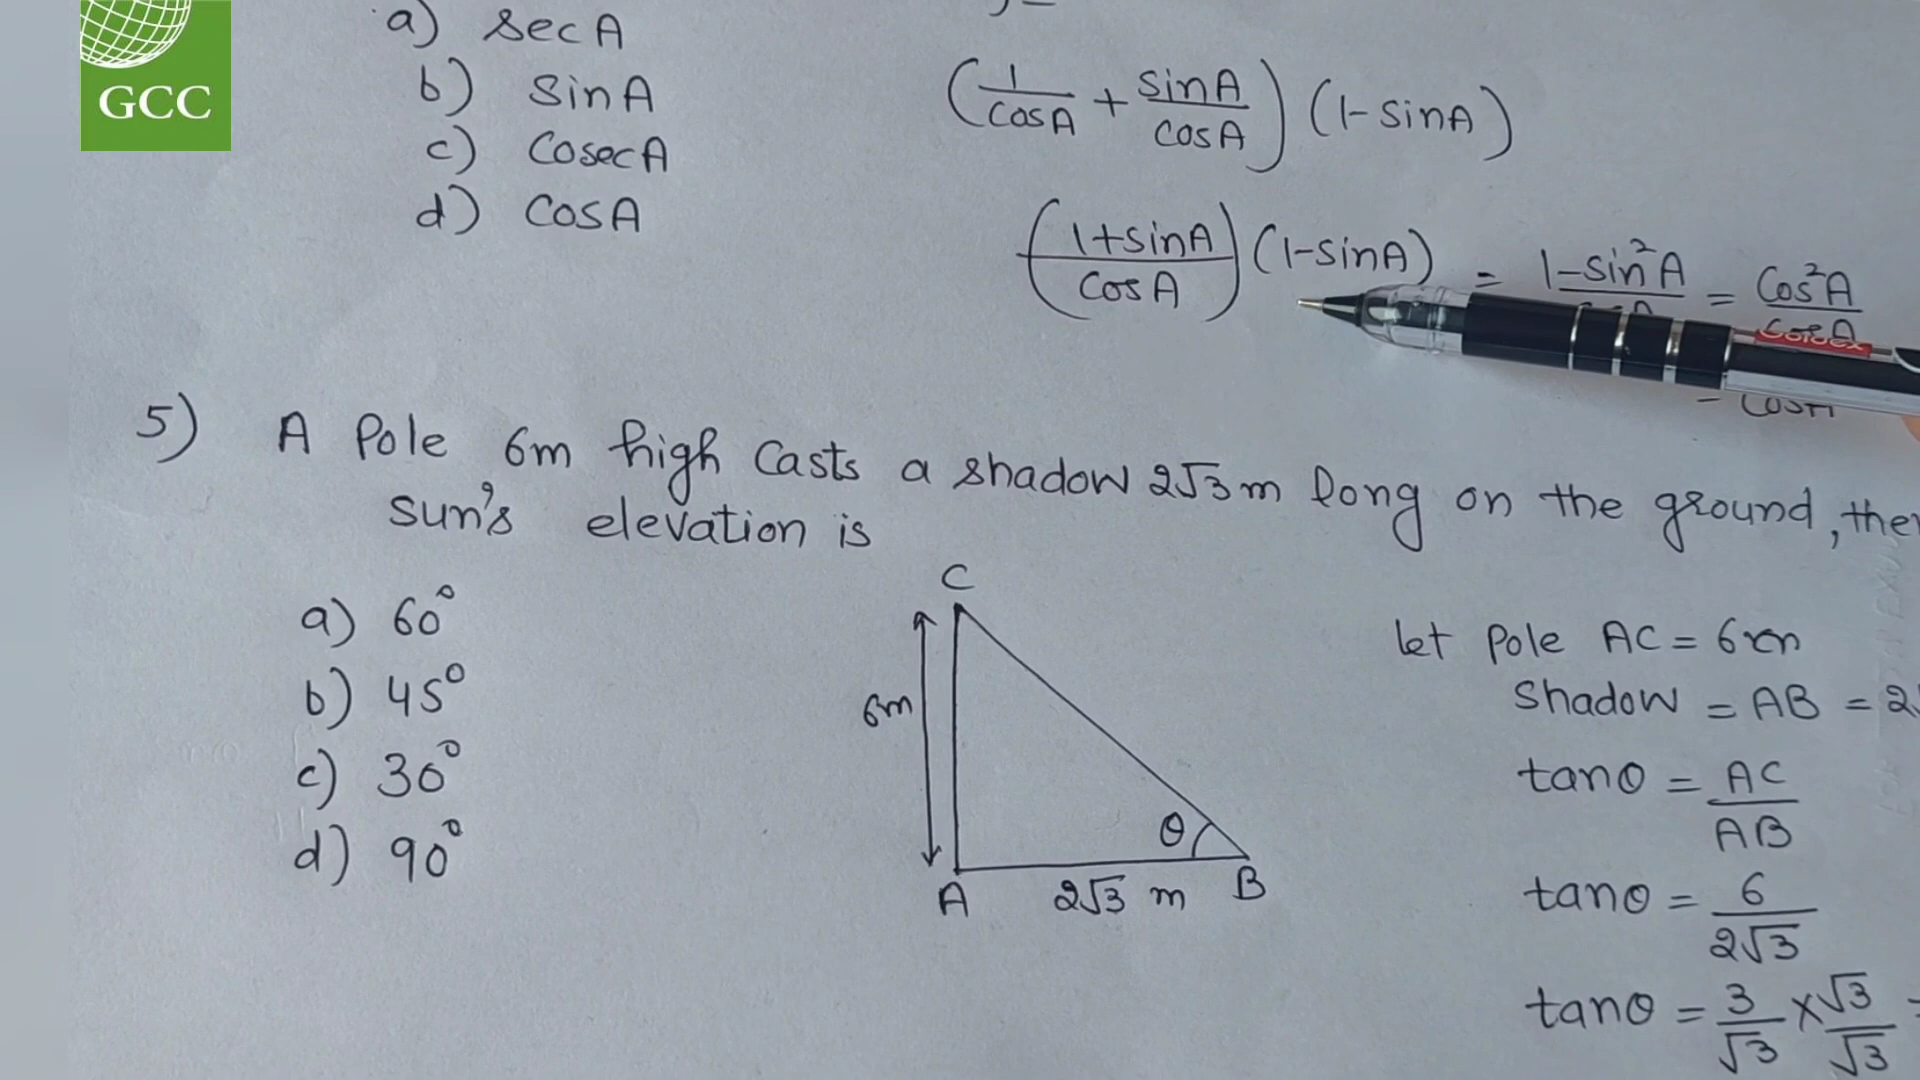 GCC
a) secA
b) sinA
c) cosecA
d) cosA
(1/cosA + sinA/cosA) (1-sinA)
(1+sinA/cosA) (1-sinA) = 1-sin²A/ = cos²A/cosA
5) A Pole 6m high Casts a shadow 2√3 m long on the ground,
sun's elevation is
a) 60°
b) 45°
c) 30°
d) 90°
C
6m
θ
A 2√3 m B
let pole AC = 6m
Shadow = AB = 2
tanθ = AC/AB
tanθ = 6/2√3
tanθ = 3/√3 × √3/√3